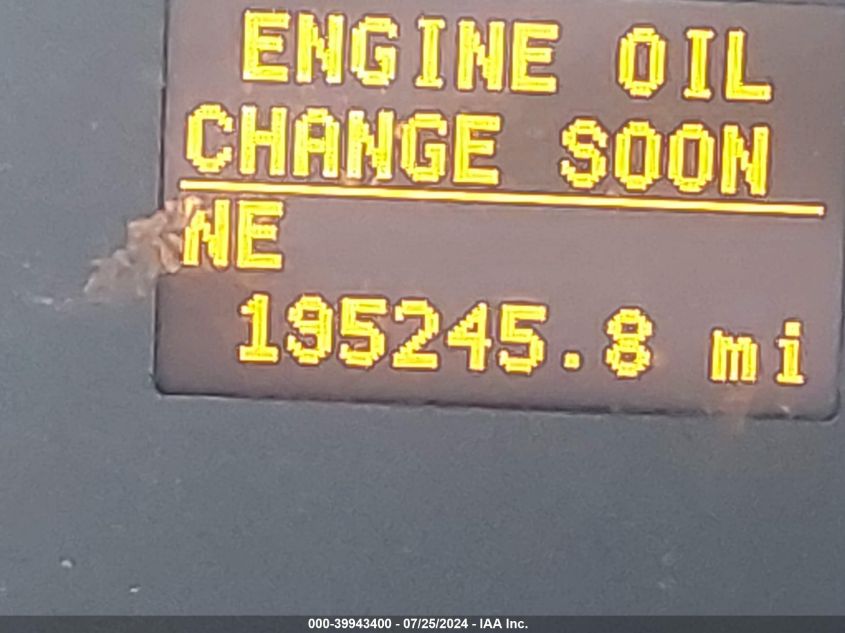 ENGINE OIL
CHANGE SOON
NE
195245.8 mi
000-39943400 - 07/25/2024 - IAA Inc.